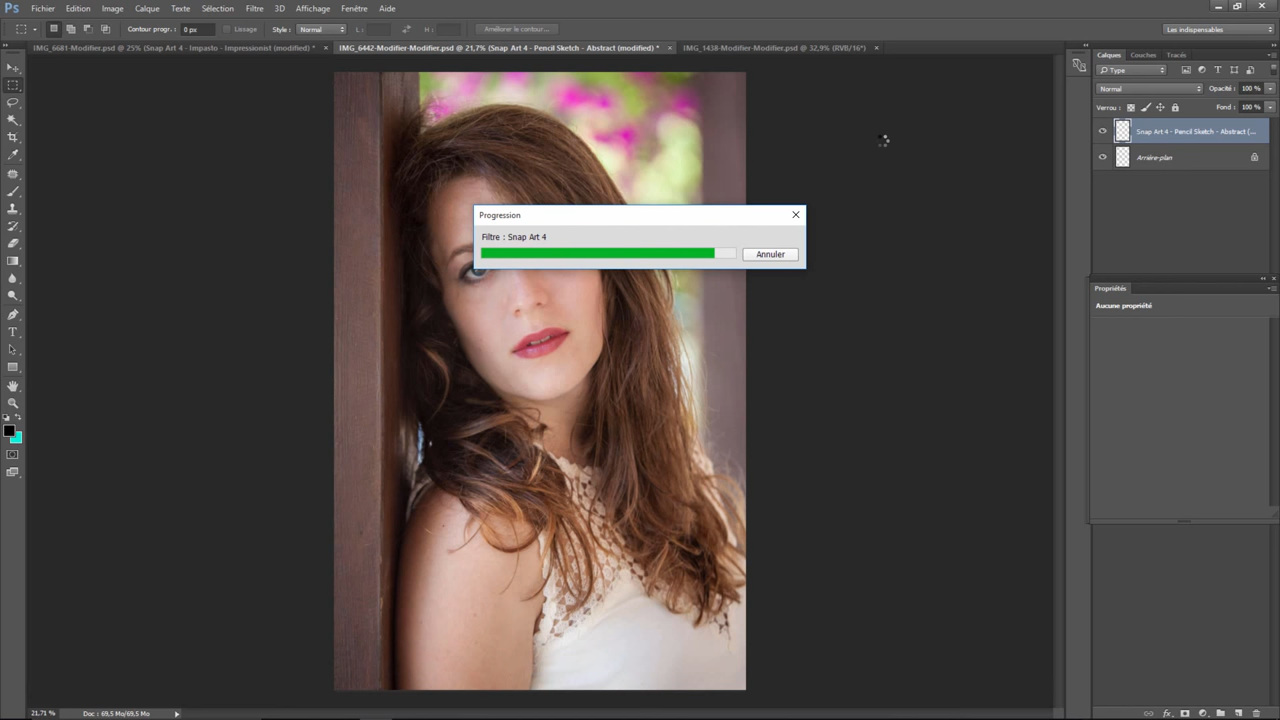 Ps Fichier Edition Image Calque Texte Sélection Filtre 3D Affichage Fenêtre Aide
Contour progr. : 0 px Lissage Style : Normal L : H : Améliorer le contour... Les indispensables
IMG_6681-Modifier.psd @ 25% (Snap Art 4 - Impasto - Impressionist (modified) * × IMG_6442-Modifier-Modifier.psd @ 21,7% (Snap Art 4 - Pencil Sketch - Abstract (modified) * × IMG_1438-Modifier-Modifier.psd @ 32,9% (RVB/16*) ×
Calques Couches Tracés
Type
Normal Opacité : 100 %
Verrou : Fond : 100 %
Snap Art 4 - Pencil Sketch - Abstract (...
Arrière-plan
Progression
Filtre : Snap Art 4
Annuler
Propriétés
Aucune propriété
21,71 % Doc : 69,5 Mo/69,5 Mo